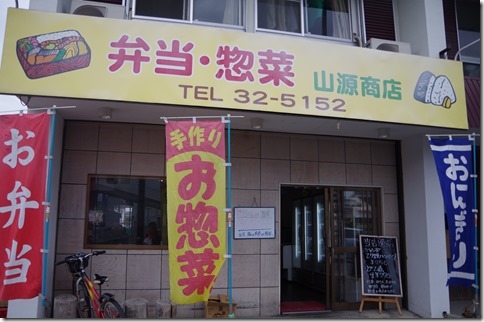 弁当・惣菜 山源商店
TEL 32-5152
お弁当
手作り
お惣菜
おにぎり